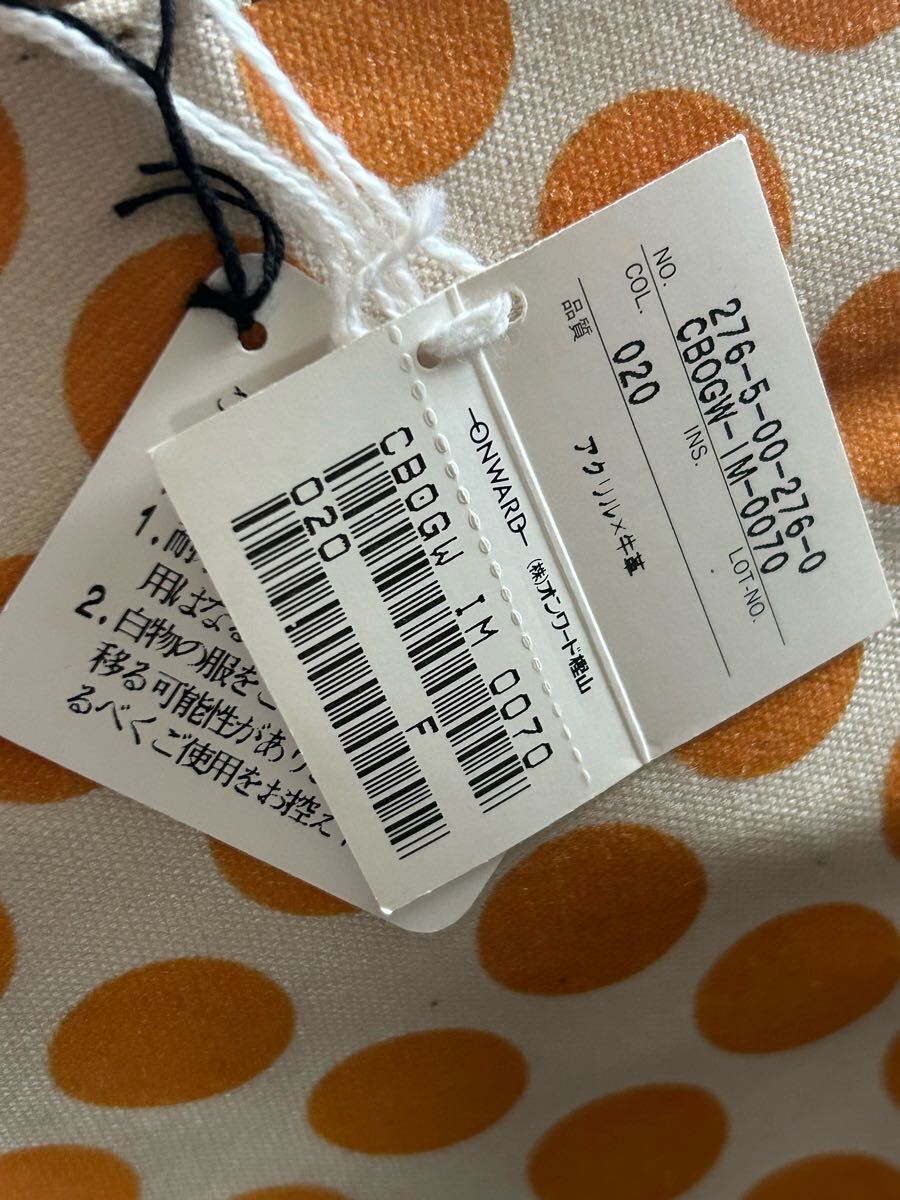 NO. 276-5-00-276-0
CBOGW-IM-0070
COL. INS. LOT-NO.
020
品質 アクリル×牛革
ONWARD (株)オンワード樫山
CBOGW IM 0070
020 F
1.
用はなる
2.白物の服を
移る可能性があり
るべくご使用をお控え